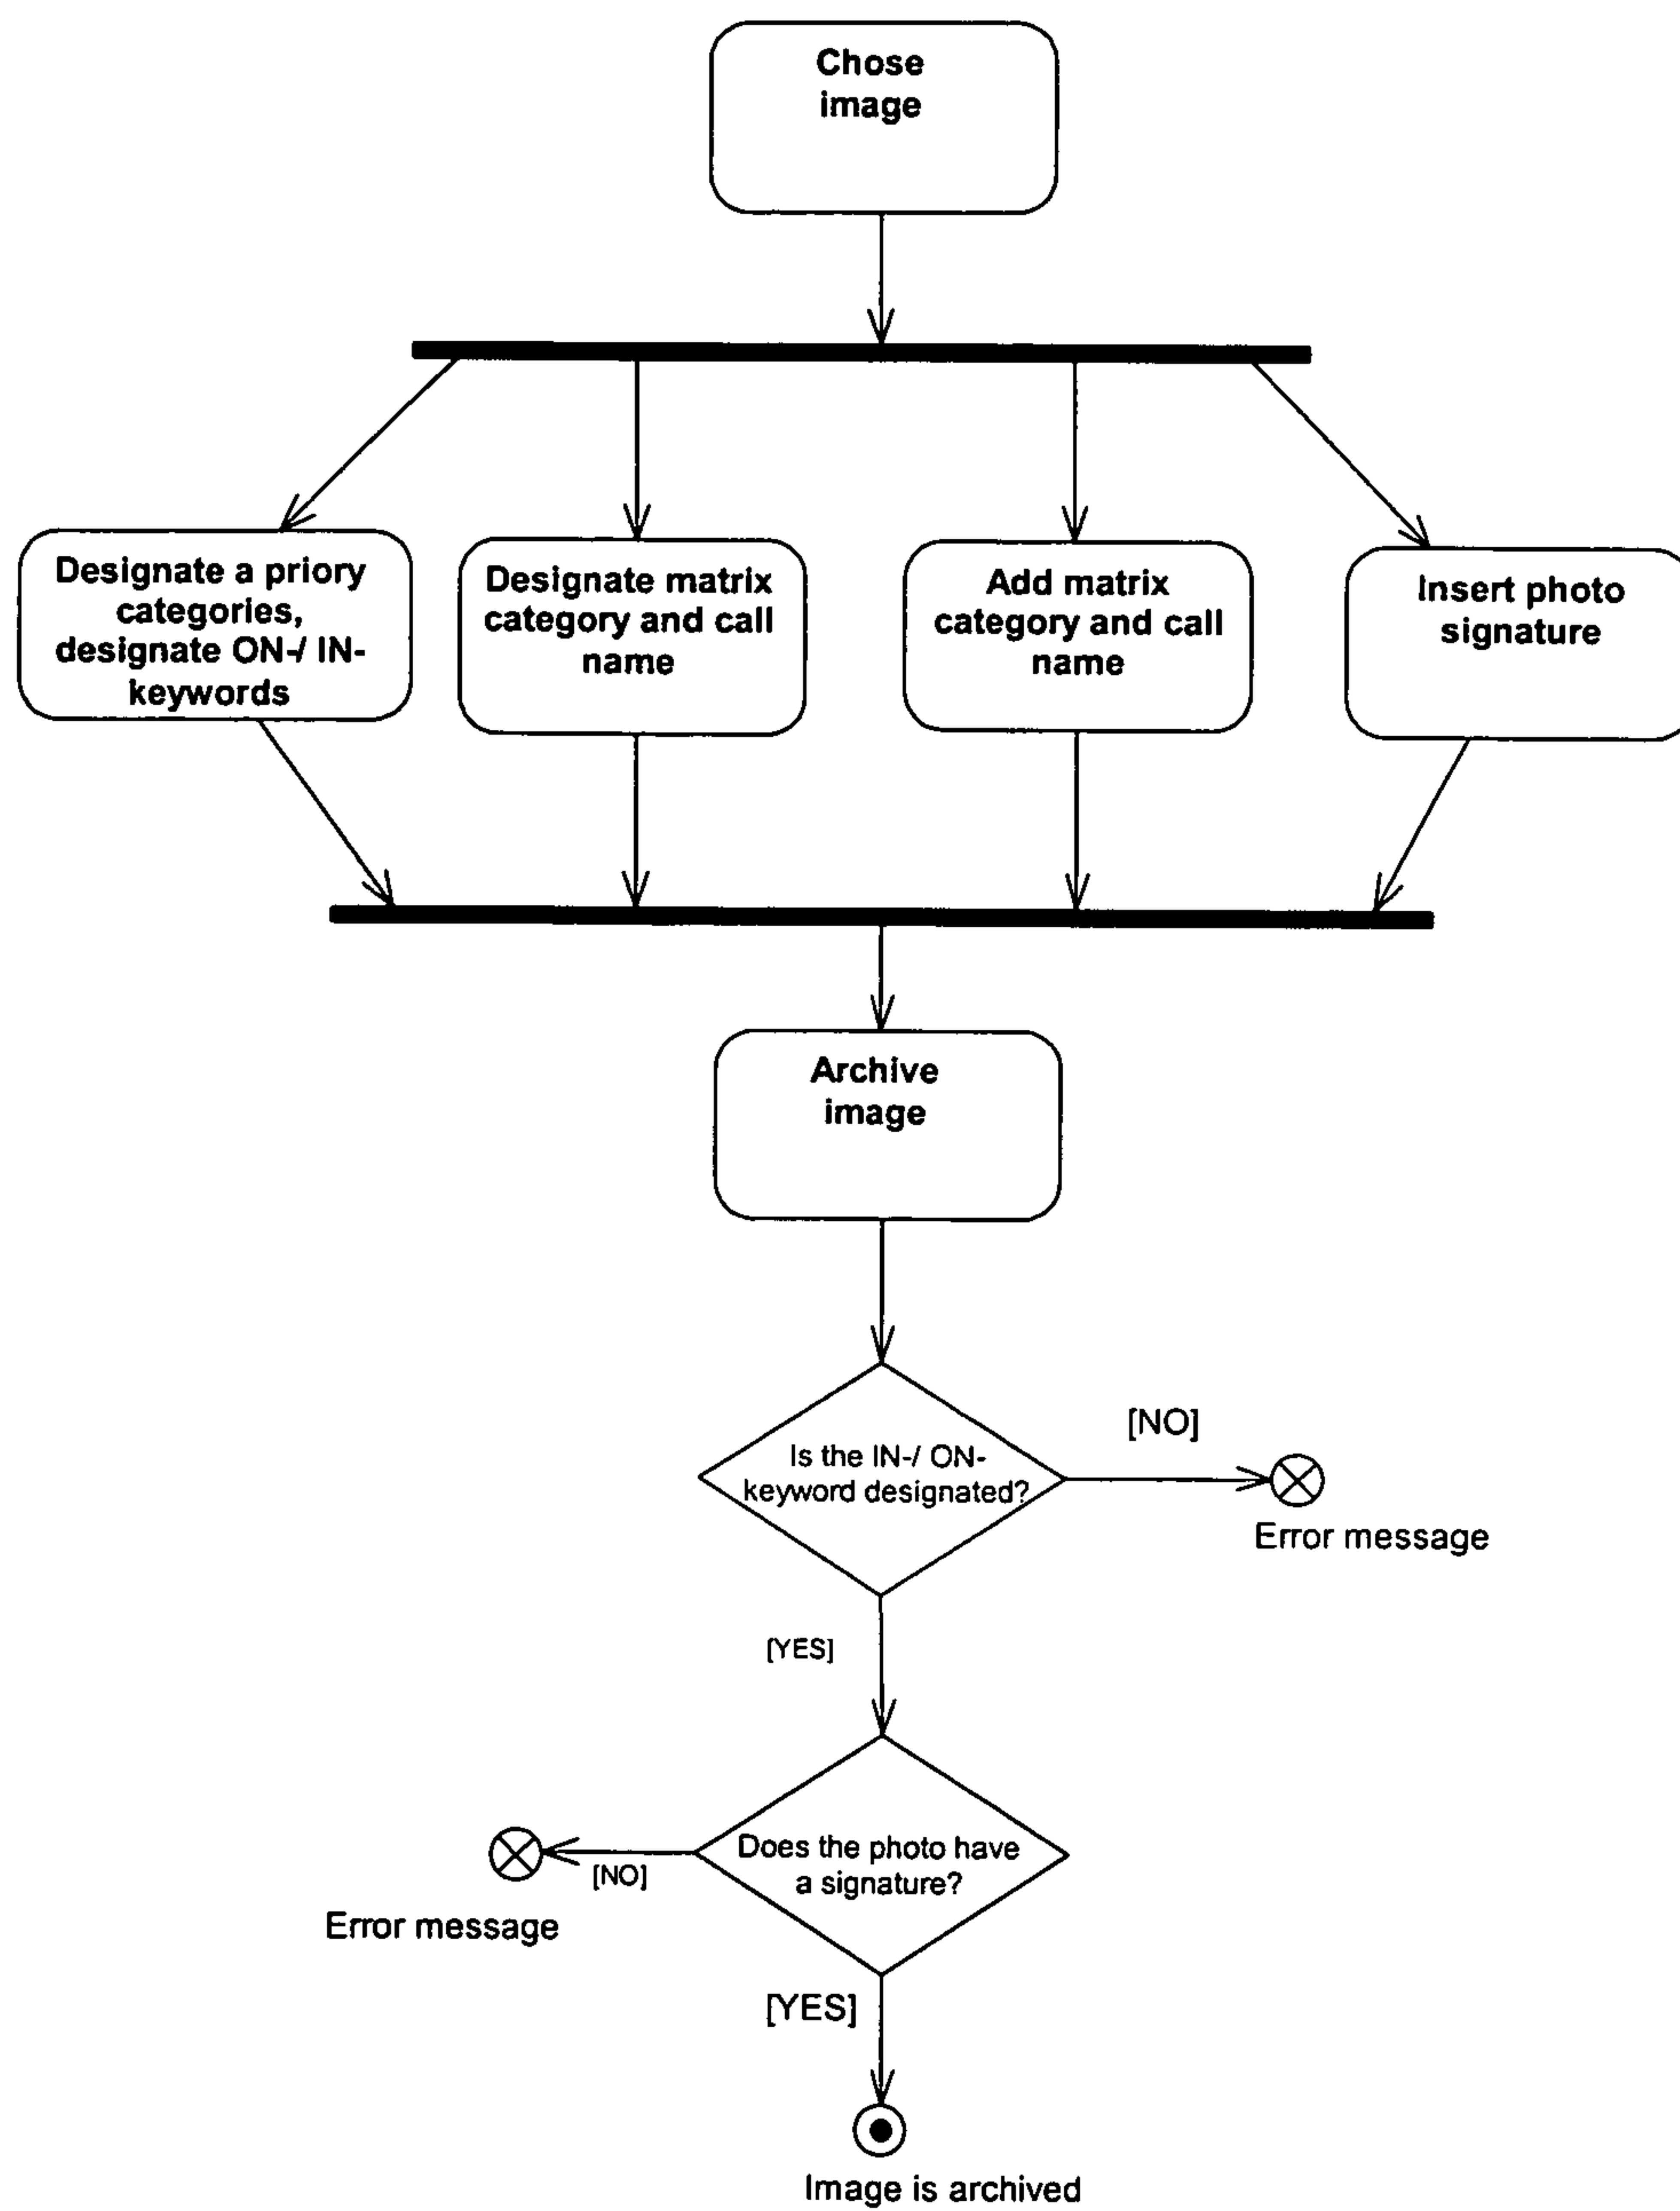 Chose
image
Designate a priory
categories,
designate ON-/ IN-
keywords
Designate matrix
category and call
name
Add matrix
category and call
name
Insert photo
signature
Archive
image
Is the IN-/ ON-
keyword designated?
[NO]
Error message
[YES]
Does the photo have
a signature?
[NO]
Error message
[YES]
Image is archived